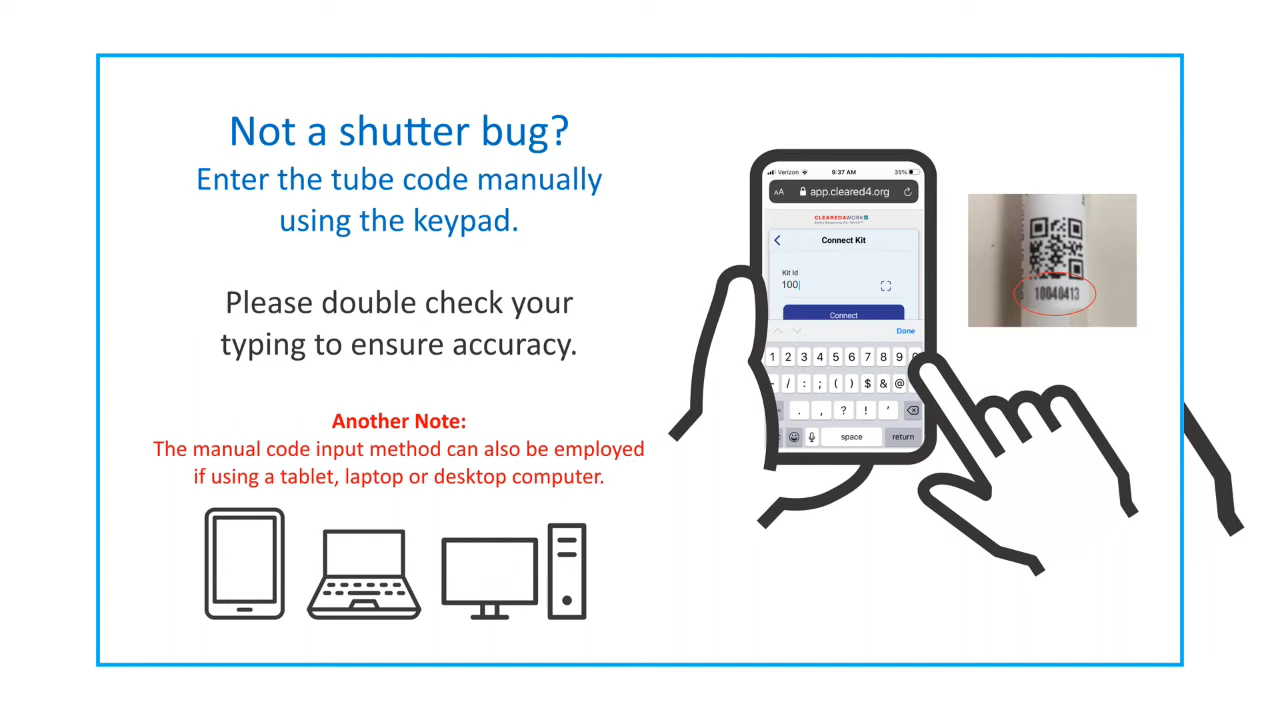 Not a shutter bug?
Enter the tube code manually
using the keypad.
Please double check your
typing to ensure accuracy.
Another Note:
The manual code input method can also be employed
if using a tablet, laptop or desktop computer.
Verizon 9:37 AM 35%
AA app.cleared4.org
CLEARED4WORK
Connect Kit
Kit Id
100
Connect
Done
1 2 3 4 5 6 7 8 9
/ : ; ( ) $ & @
. , ? ! ‘
space return
10040413